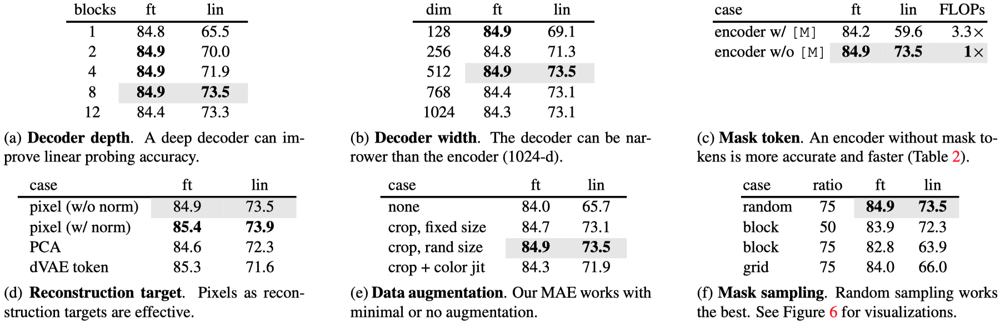 blocks ft lin
1 84.8 65.5
2 84.9 70.0
4 84.9 71.9
8 84.9 73.5
12 84.4 73.3
(a) Decoder depth. A deep decoder can im-
prove linear probing accuracy.
dim ft lin
128 84.9 69.1
256 84.8 71.3
512 84.9 73.5
768 84.4 73.1
1024 84.3 73.1
(b) Decoder width. The decoder can be nar-
rower than the encoder (1024-d).
case ft lin FLOPs
encoder w/ [M] 84.2 59.6 3.3×
encoder w/o [M] 84.9 73.5 1×
(c) Mask token. An encoder without mask to-
kens is more accurate and faster (Table 2).
case ft lin
pixel (w/o norm) 84.9 73.5
pixel (w/ norm) 85.4 73.9
PCA 84.6 72.3
dVAE token 85.3 71.6
(d) Reconstruction target. Pixels as recon-
struction targets are effective.
case ft lin
none 84.0 65.7
crop, fixed size 84.7 73.1
crop, rand size 84.9 73.5
crop + color jit 84.3 71.9
(e) Data augmentation. Our MAE works with
minimal or no augmentation.
case ratio ft lin
random 75 84.9 73.5
block 50 83.9 72.3
block 75 82.8 63.9
grid 75 84.0 66.0
(f) Mask sampling. Random sampling works
the best. See Figure 6 for visualizations.